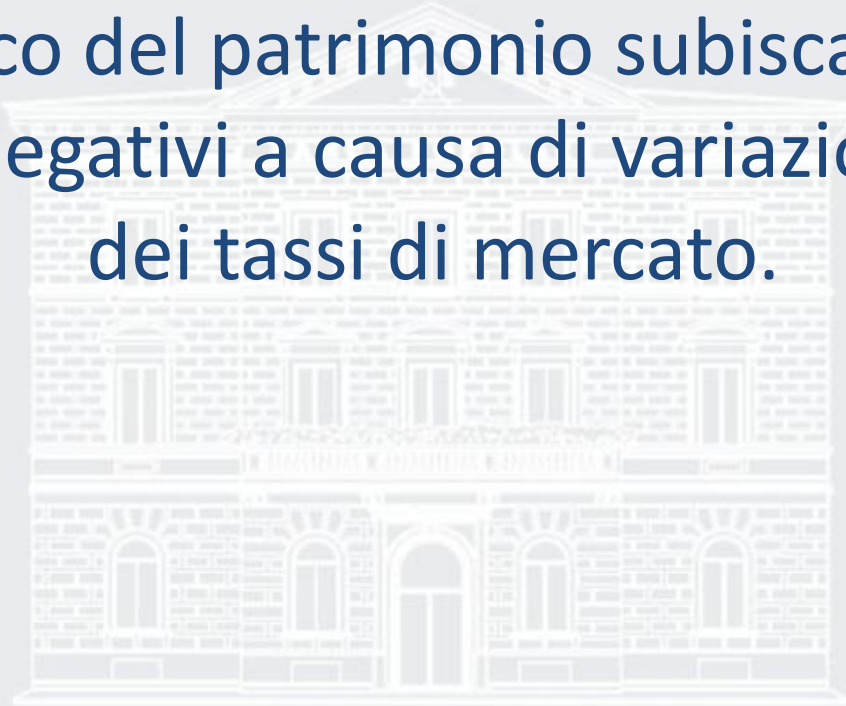 co del patrimonio subisca
egativi a causa di variazio
dei tassi di mercato.